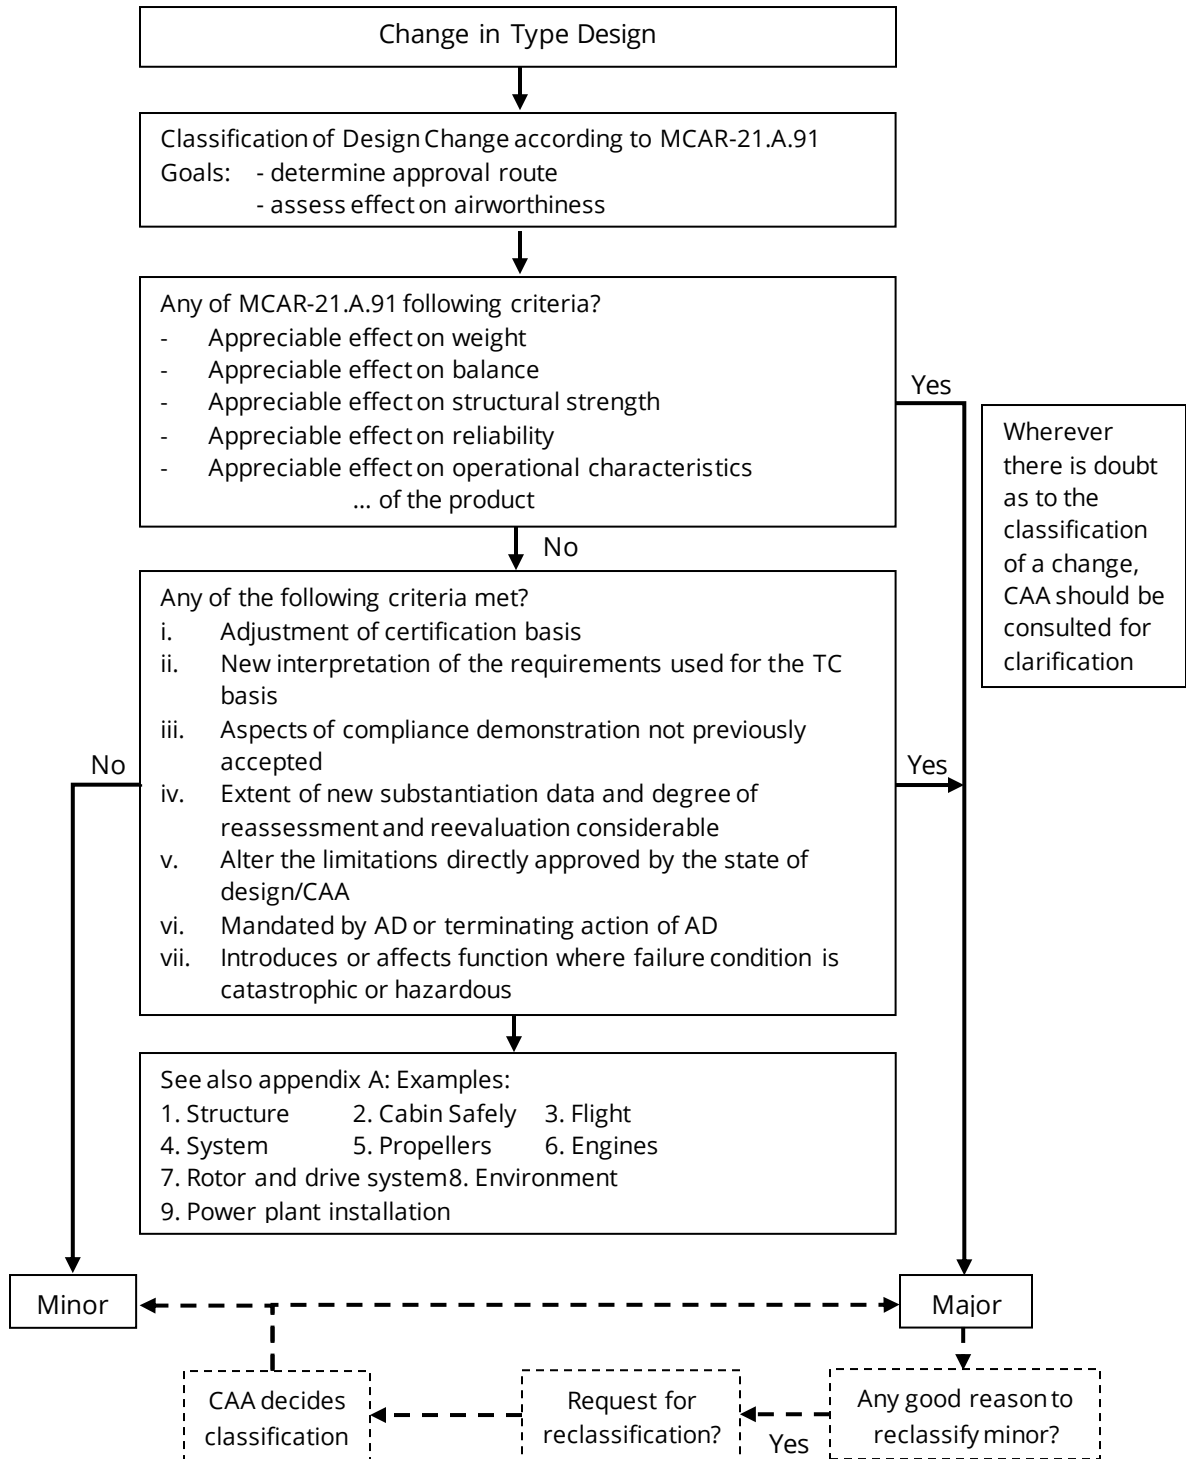 Change in Type Design
Classification of Design Change according to MCAR-21.A.91
Goals: - determine approval route
- assess effect on airworthiness
Any of MCAR-21.A.91 following criteria?
- Appreciable effect on weight
- Appreciable effect on balance
- Appreciable effect on structural strength
- Appreciable effect on reliability
- Appreciable effect on operational characteristics
... of the product
Yes
Wherever
there is doubt
as to the
classification
of a change,
CAA should be
consulted for
clarification
No
Any of the following criteria met?
i. Adjustment of certification basis
ii. New interpretation of the requirements used for the TC
basis
iii. Aspects of compliance demonstration not previously
accepted
iv. Extent of new substantiation data and degree of
reassessment and reevaluation considerable
v. Alter the limitations directly approved by the state of
design/CAA
vi. Mandated by AD or terminating action of AD
vii. Introduces or affects function where failure condition is
catastrophic or hazardous
No
Yes
See also appendix A: Examples:
1. Structure 2. Cabin Safely 3. Flight
4. System 5. Propellers 6. Engines
7. Rotor and drive system8. Environment
9. Power plant installation
Minor
Major
CAA decides
classification
Request for
reclassification?
Yes
Any good reason to
reclassify minor?